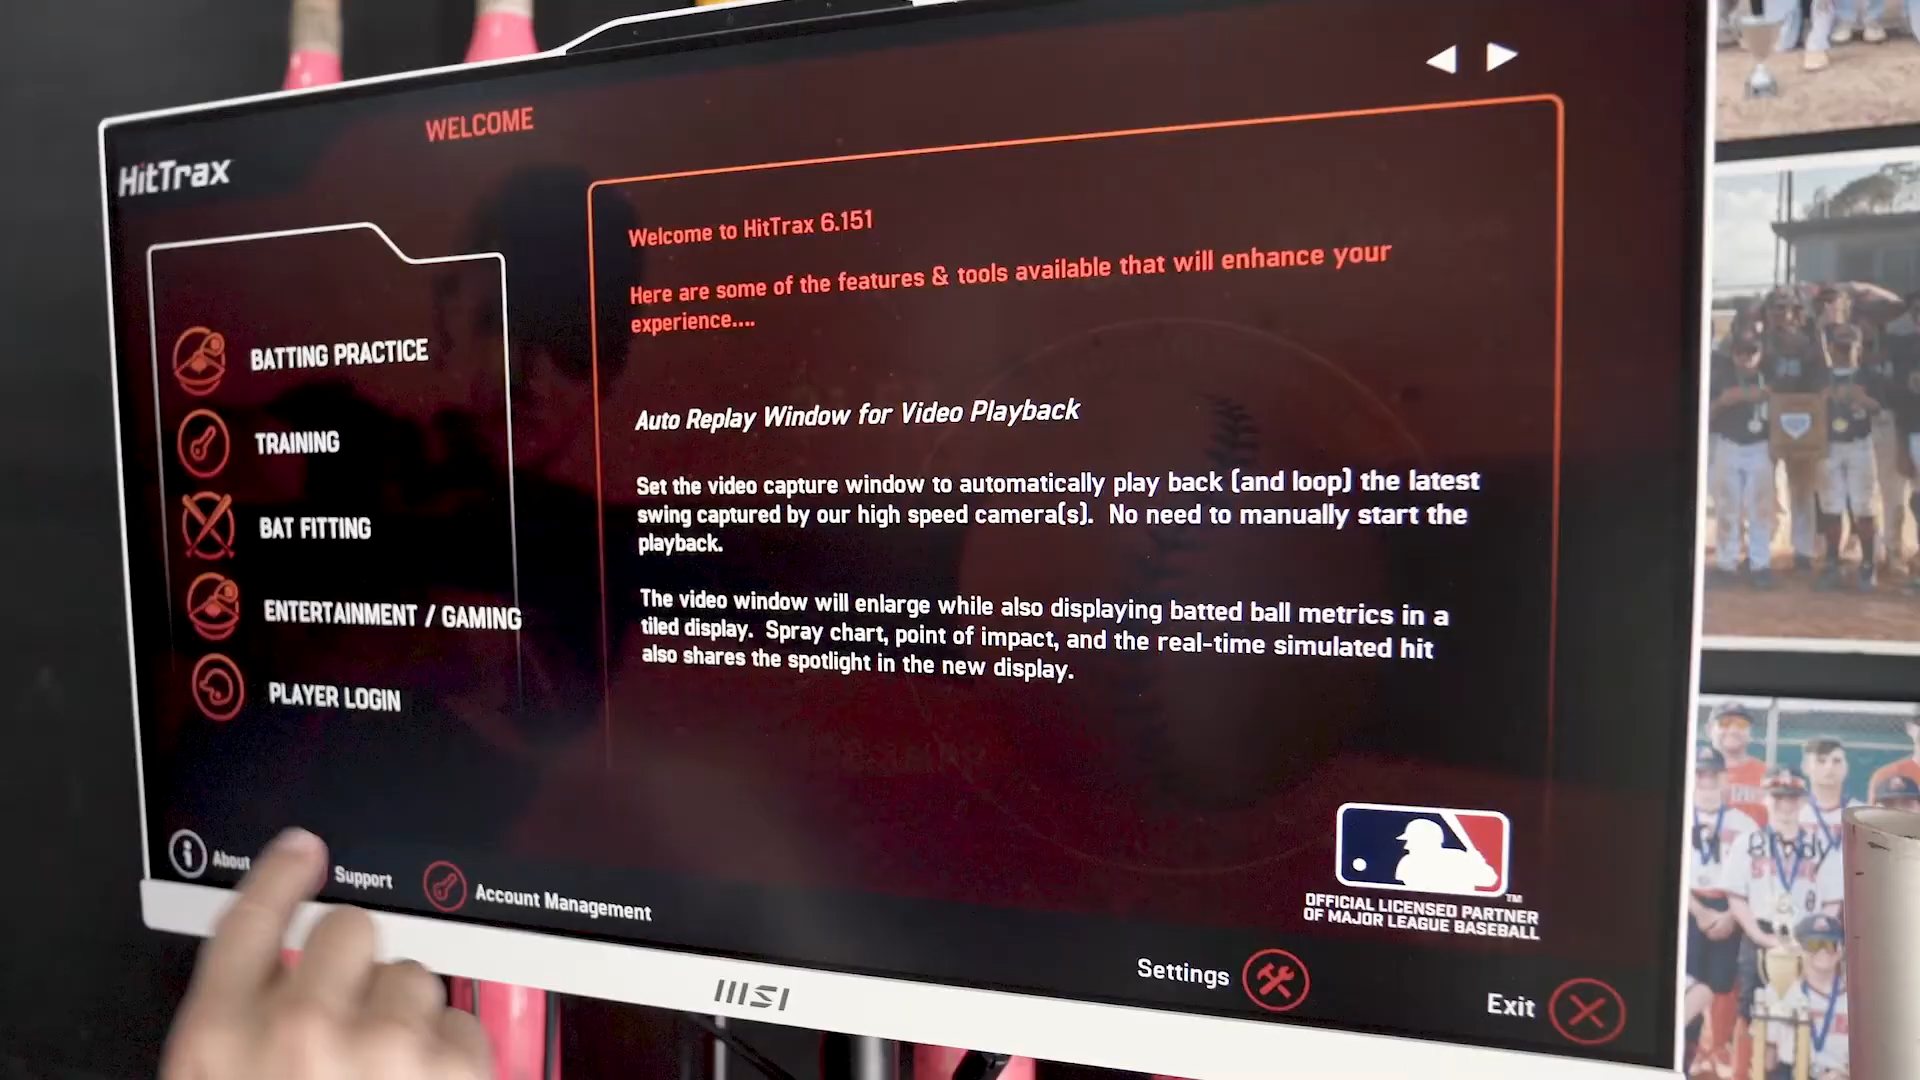 WELCOME
HitTrax
BATTING PRACTICE
TRAINING
BAT FITTING
ENTERTAINMENT / GAMING
PLAYER LOGIN
Welcome to HitTrax 6.151
Here are some of the features & tools available that will enhance your
experience....
Auto Replay Window for Video Playback
Set the video capture window to automatically play back (and loop) the latest
swing captured by our high speed camera(s). No need to manually start the
playback.
The video window will enlarge while also displaying batted ball metrics in a
tiled display. Spray chart, point of impact, and the real-time simulated hit
also shares the spotlight in the new display.
About
Support
Account Management
OFFICIAL LICENSED PARTNER
OF MAJOR LEAGUE BASEBALL
TM
Settings
Exit
msi
Brody